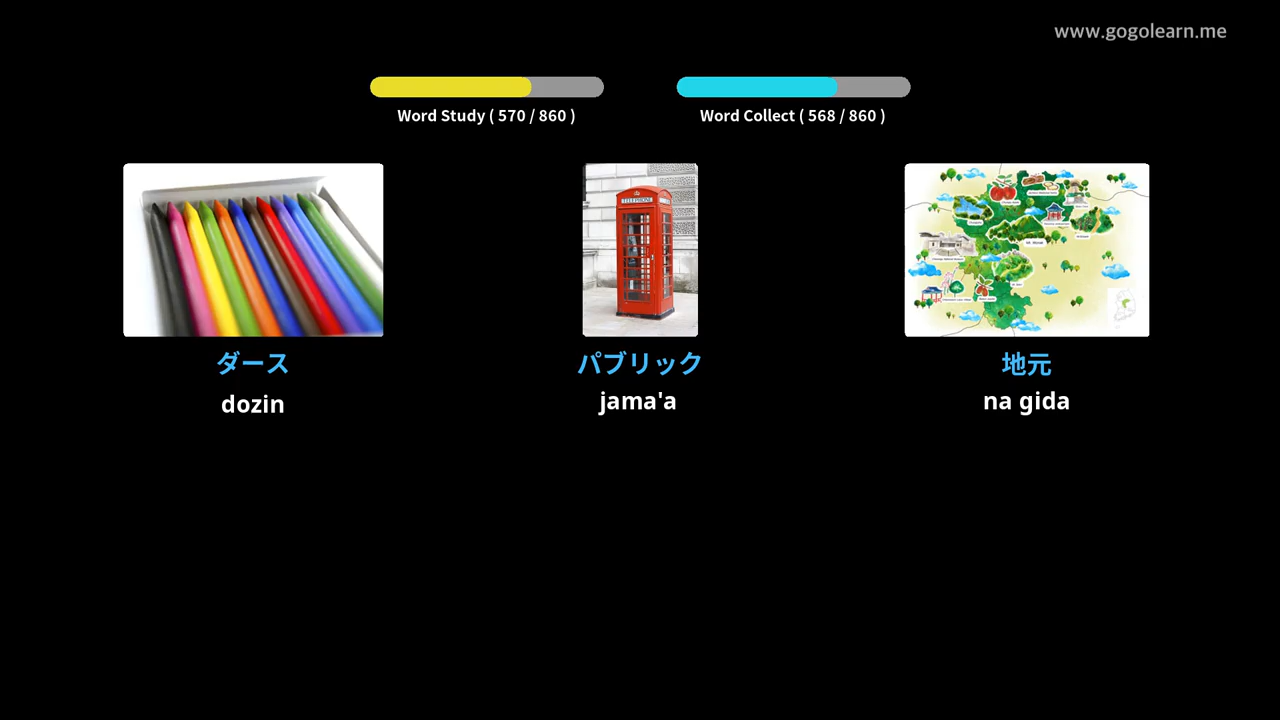 www.gogolearn.me
Word Study ( 570 / 860 )
Word Collect ( 568 / 860 )
TELEPHONE
ダース
dozin
パブリック
jama'a
地元
na gida